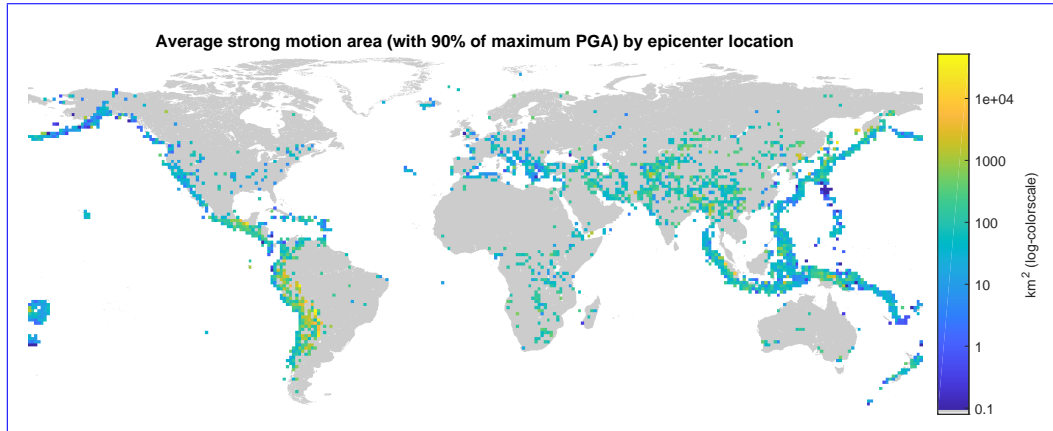 Average strong motion area (with 90% of maximum PGA) by epicenter location
1e+04
1000
100
10
1
0.1
km² (log-colorscale)